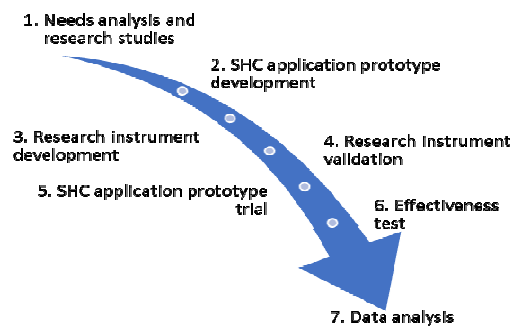 1. Needs analysis and
research studies
2. SHC application prototype
development
3. Research instrument
development
4. Research Instrument
validation
5. SHC application prototype
trial
6. Effectiveness
test
7. Data analysis